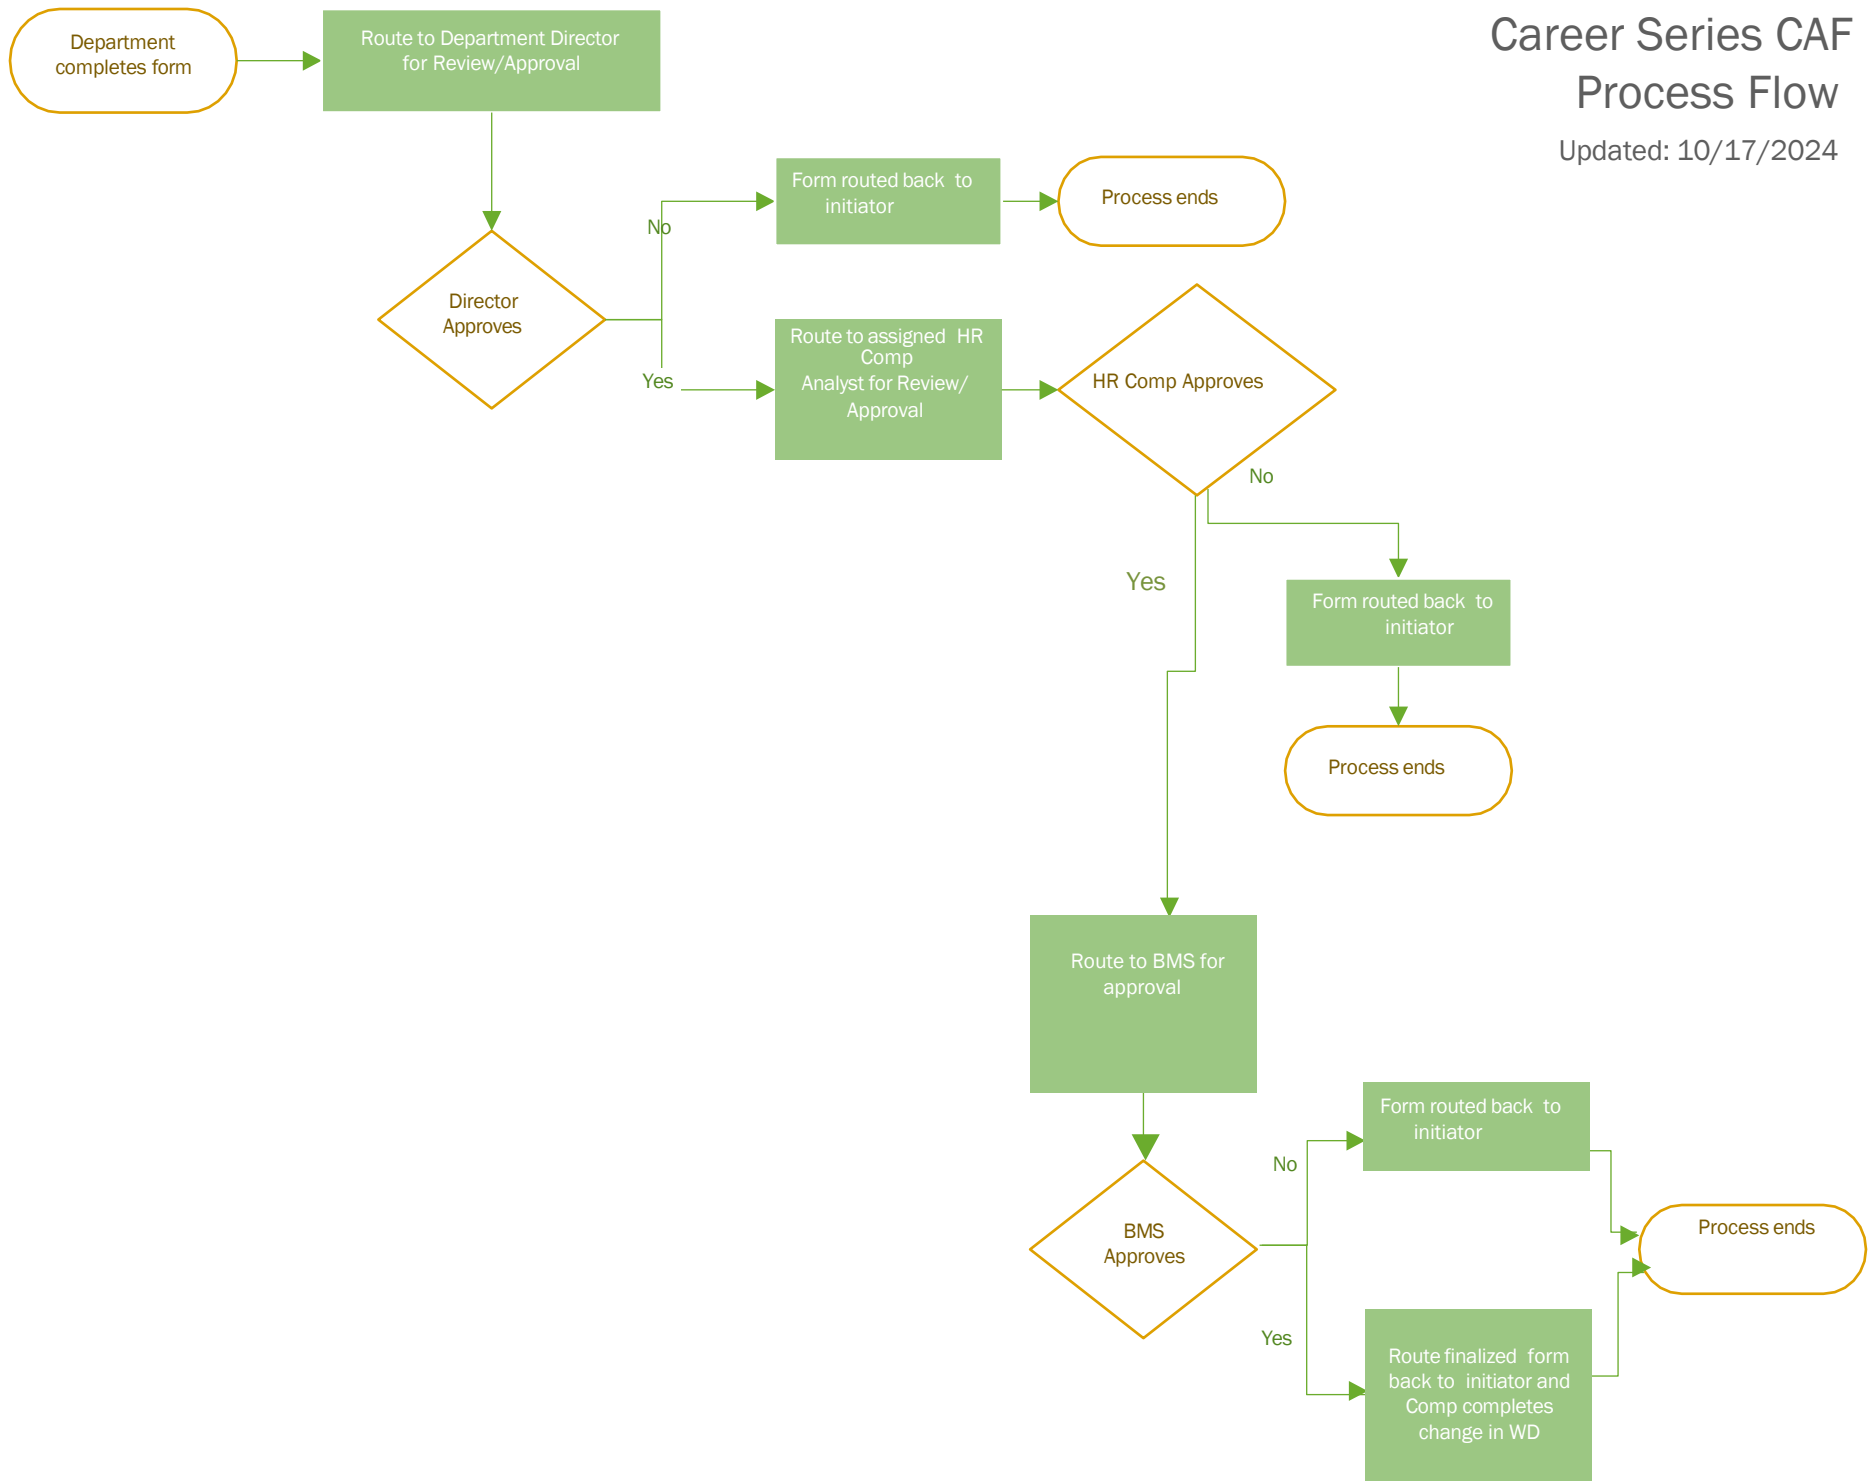 Career Series CAF
Process Flow
Updated: 10/17/2024
Department
completes form
Route to Department Director
for Review/Approval
Director
Approves
No
Form routed back to
initiator
Process ends
Yes
Route to assigned HR
Comp
Analyst for Review/
Approval
HR Comp Approves
No
Form routed back to
initiator
Process ends
Yes
Route to BMS for
approval
BMS
Approves
No
Form routed back to
initiator
Process ends
Yes
Route finalized form
back to initiator and
Comp completes
change in WD